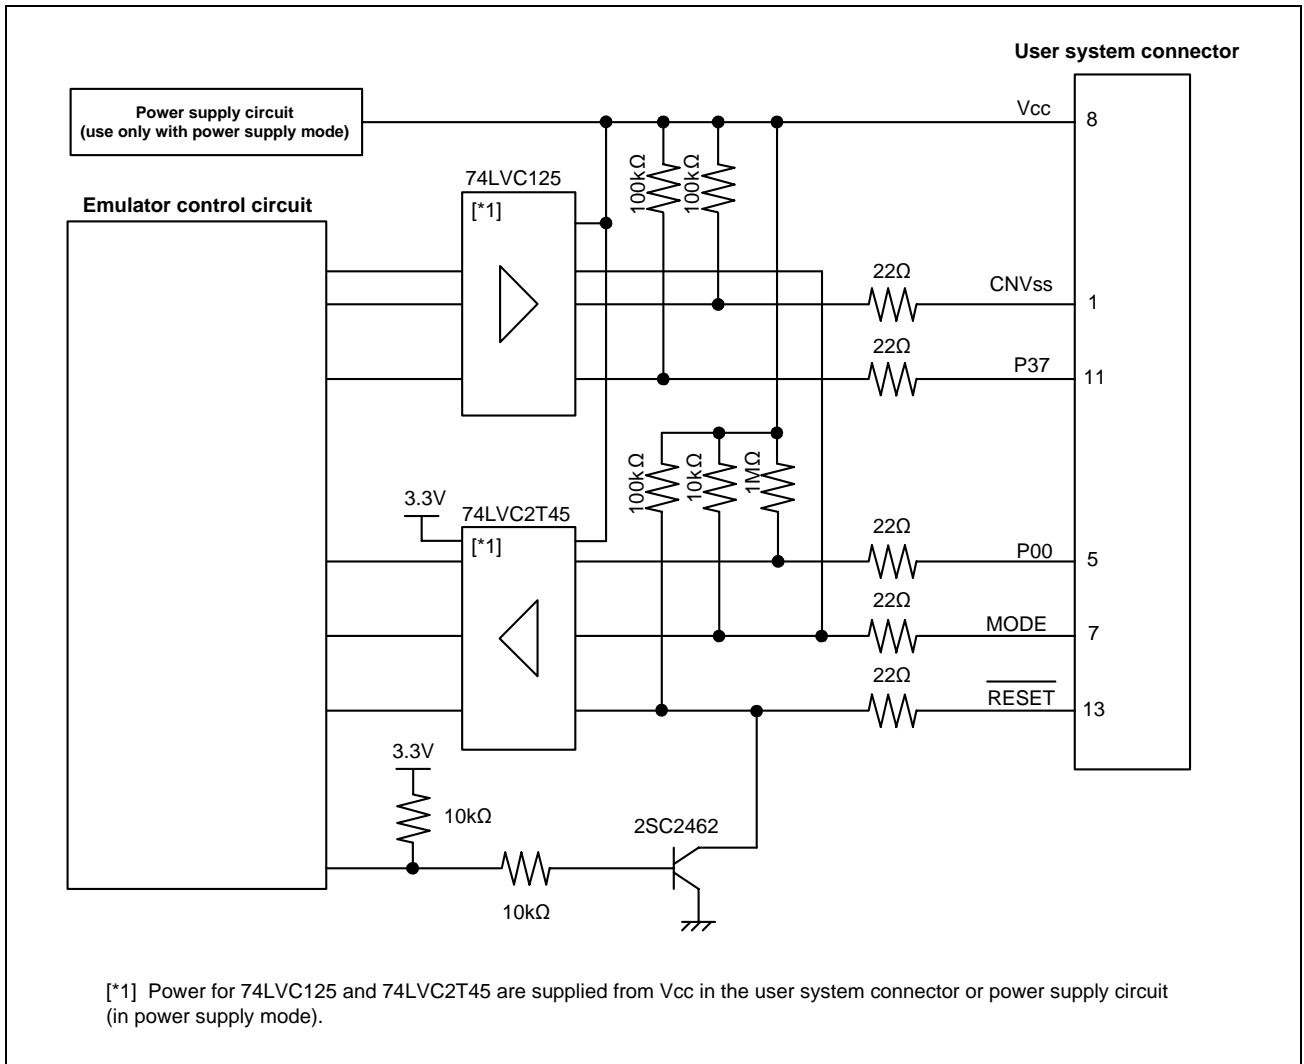 User system connector
Power supply circuit
(use only with power supply mode)
Vcc
8
74LVC125
[*1]
100kΩ
100kΩ
Emulator control circuit
22Ω
CNVss
1
22Ω
P37
11
100kΩ
10kΩ
1MΩ
3.3V
74LVC2T45
[*1]
22Ω
P00
5
22Ω
MODE
7
22Ω
RESET
13
3.3V
10kΩ
2SC2462
10kΩ
[*1] Power for 74LVC125 and 74LVC2T45 are supplied from Vcc in the user system connector or power supply circuit
(in power supply mode).